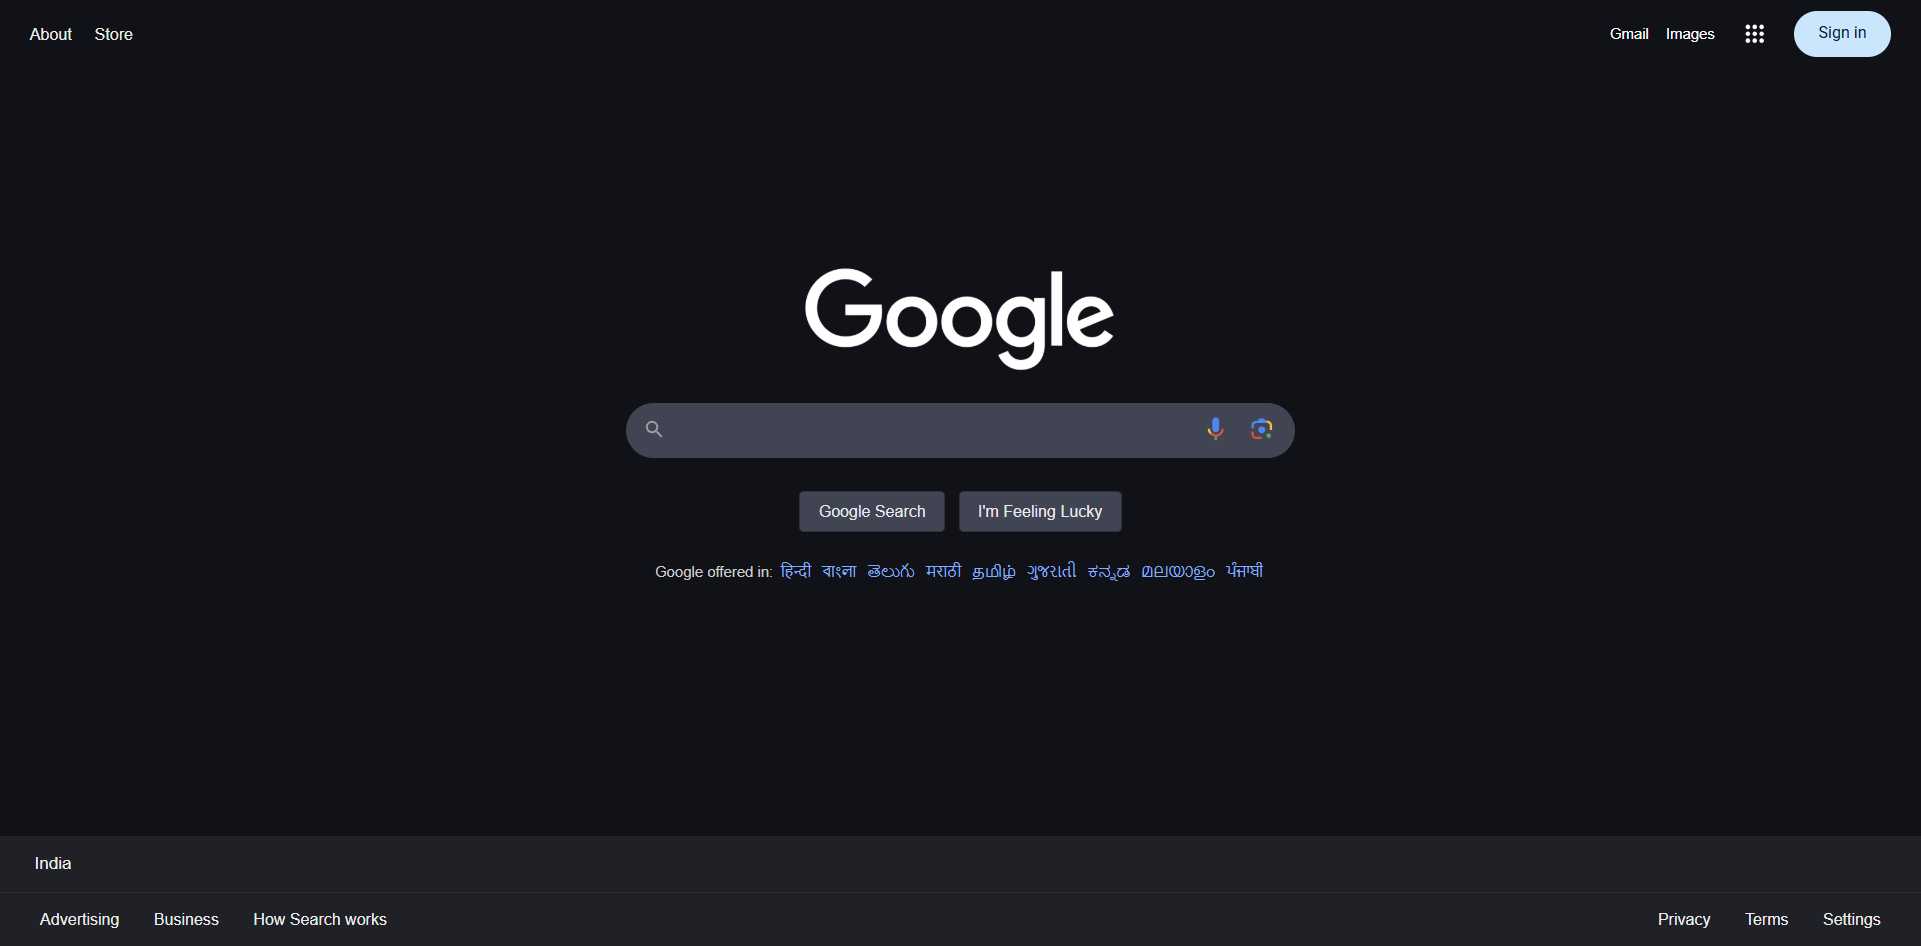 About Store Gmail Images Sign in
Google
Google Search I'm Feeling Lucky
Google offered in: हिन्दी বাংলা తెలుగు मराठी தமிழ் ગુજરાતી ಕನ್ನಡ മലയാളം ਪੰਜਾਬੀ
India
Advertising Business How Search works Privacy Terms Settings